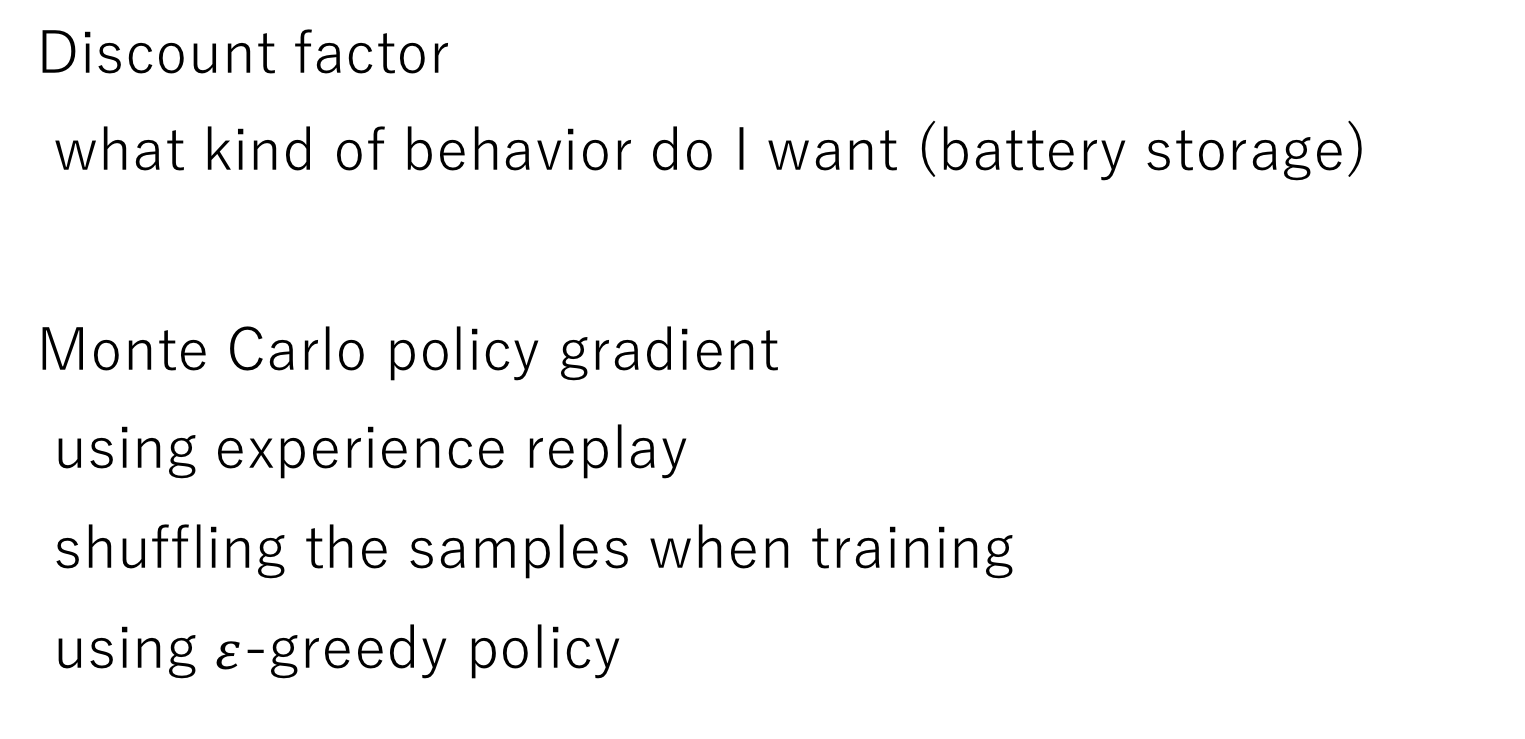 Discount factor
what kind of behavior do I want (battery storage)
Monte Carlo policy gradient
using experience replay
shuffling the samples when training
using ε-greedy policy